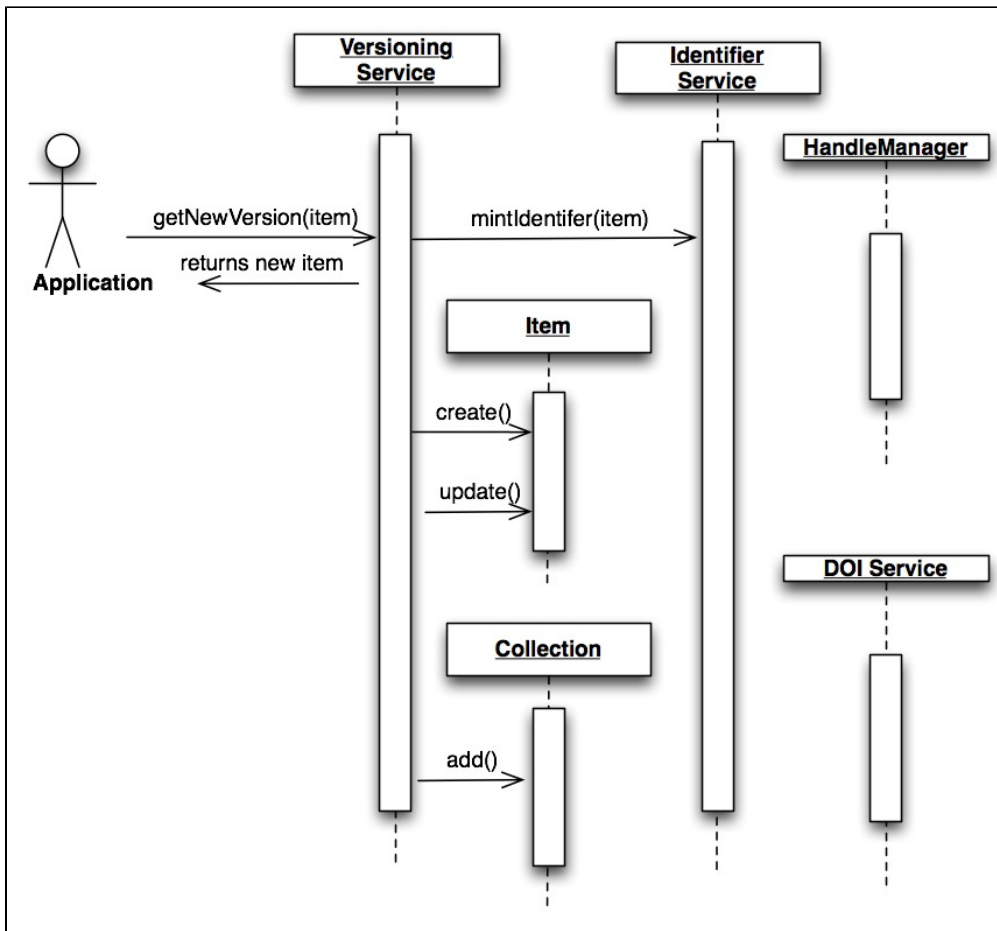 Versioning
Service
Identifier
Service
HandleManager
getNewVersion(item)
mintIdentifer(item)
returns new item
Application
Item
create()
update()
DOI Service
Collection
add()